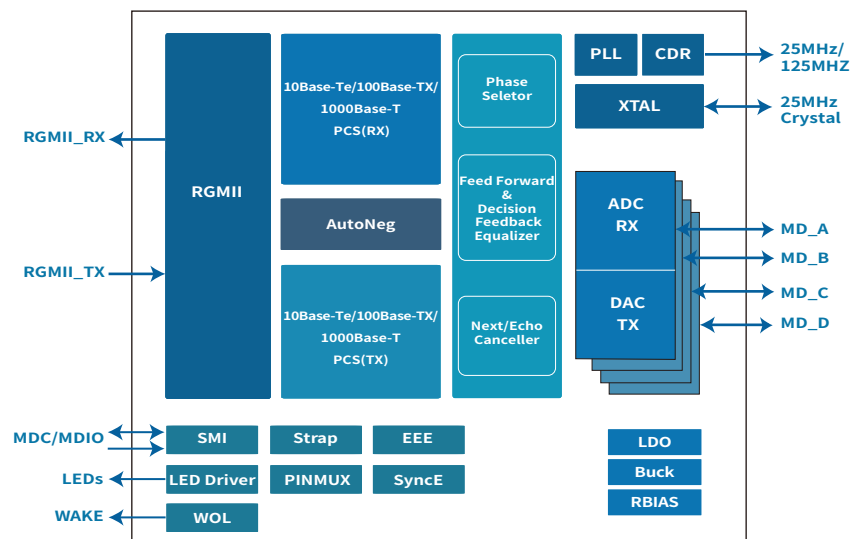 RGMII_RX
RGMII_TX
MDC/MDIO
LEDs
WAKE
RGMII
10Base-Te/100Base-TX/
1000Base-T
PCS(RX)
AutoNeg
10Base-Te/100Base-TX/
1000Base-T
PCS(TX)
Phase
Seletor
Feed Forward
&
Decision
Feedback
Equalizer
Next/Echo
Canceller
PLL
CDR
XTAL
25MHz/
125MHZ
25MHz
Crystal
ADC
RX
DAC
TX
MD_A
MD_B
MD_C
MD_D
SMI
Strap
EEE
LED Driver
PINMUX
SyncE
WOL
LDO
Buck
RBIAS